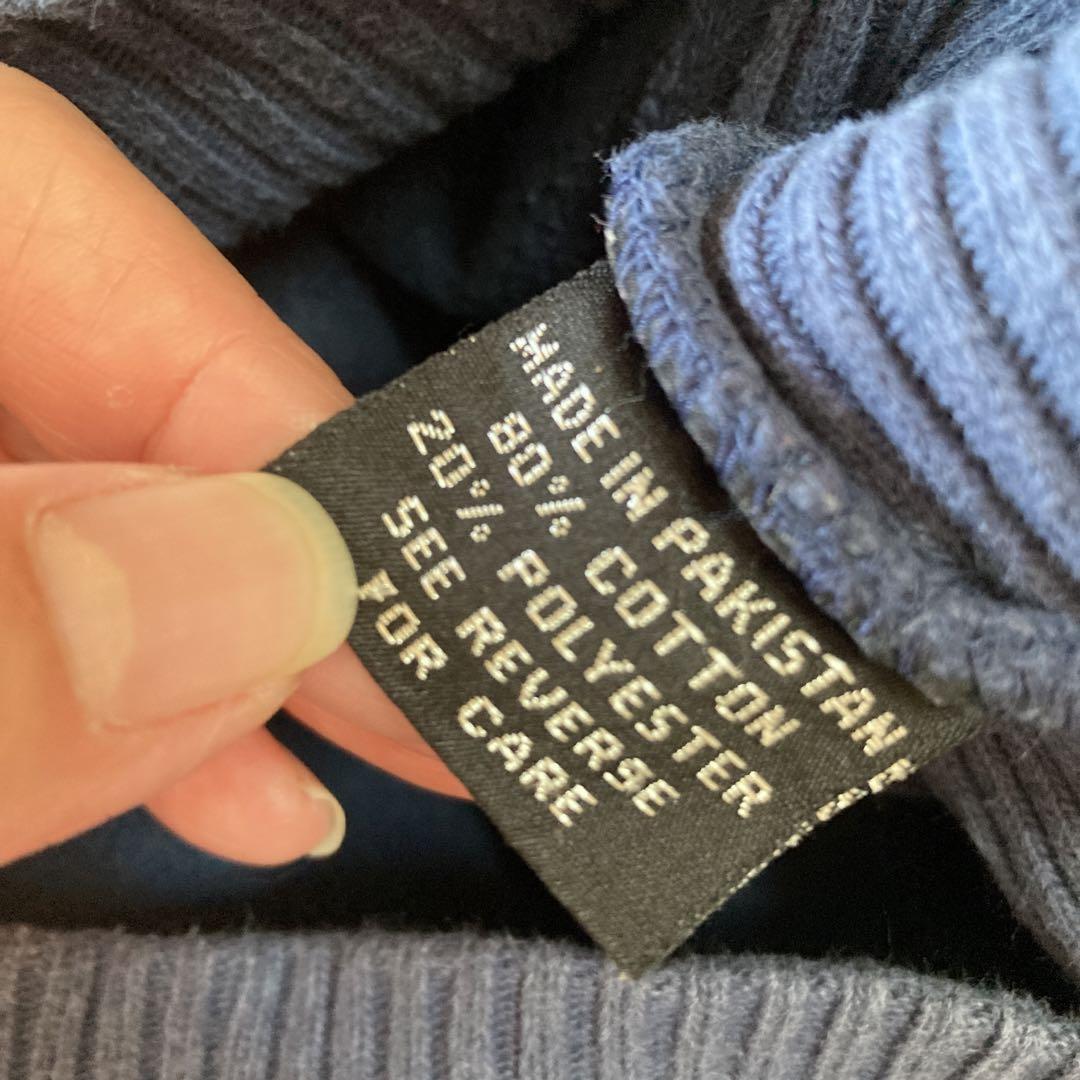 MADE IN PAKISTAN
80% COTTON
20% POLYESTER
SEE REVERSE
FOR CARE